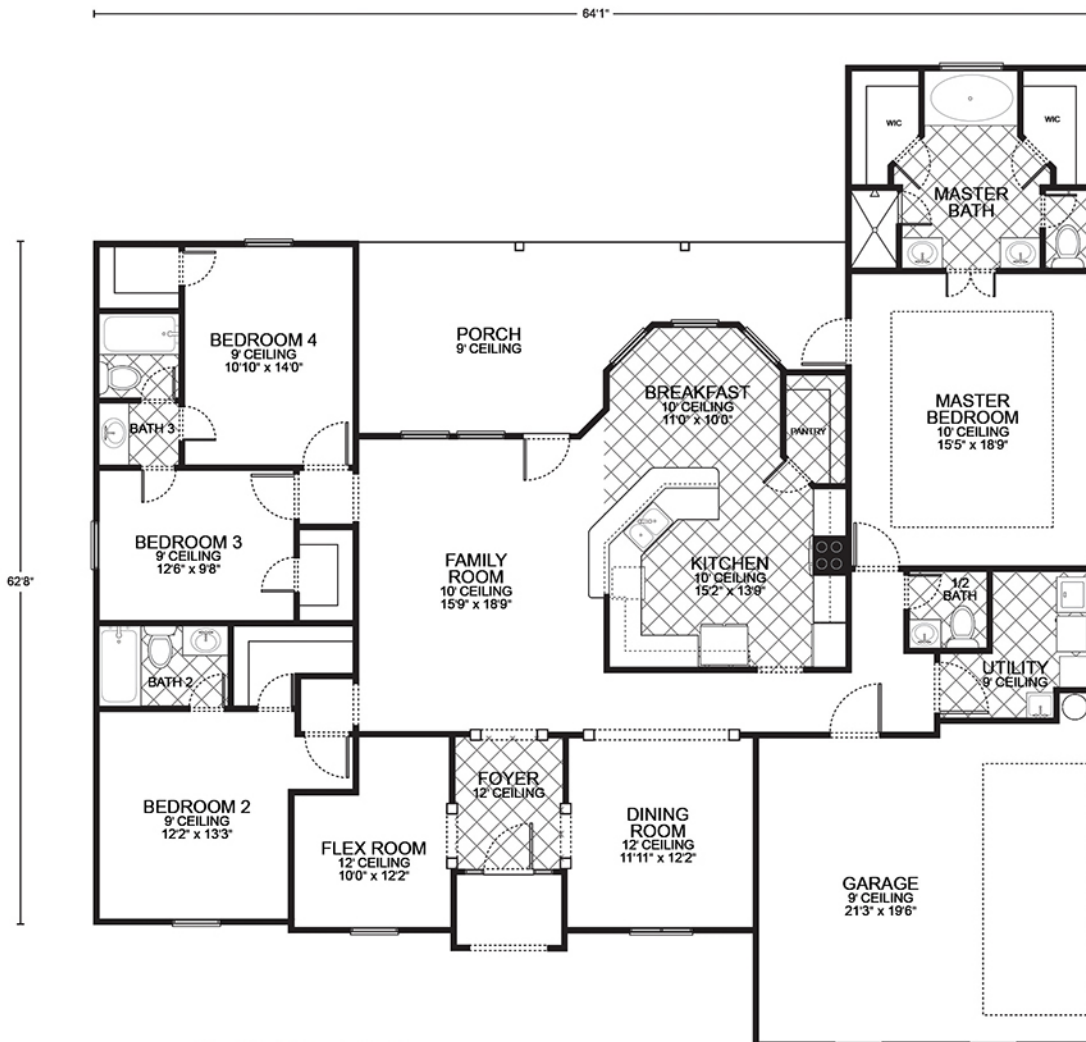 64'1"
WIC
WIC
MASTER
BATH
BEDROOM 4
9' CEILING
10'10" x 14'0"
PORCH
9' CEILING
BREAKFAST
10' CEILING
11'0" x 10'0"
MASTER
BEDROOM
10' CEILING
15'5" x 18'9"
BATH 3
PANTRY
BEDROOM 3
9' CEILING
12'6" x 9'8"
FAMILY
ROOM
10' CEILING
15'9" x 18'9"
KITCHEN
10' CEILING
15'2" x 13'9"
62'8"
1/2
BATH
BATH 2
UTILITY
9' CEILING
FOYER
12' CEILING
BEDROOM 2
9' CEILING
12'2" x 13'3"
DINING
ROOM
12' CEILING
11'11" x 12'2"
FLEX ROOM
12' CEILING
10'0" x 12'2"
GARAGE
9' CEILING
21'3" x 19'6"